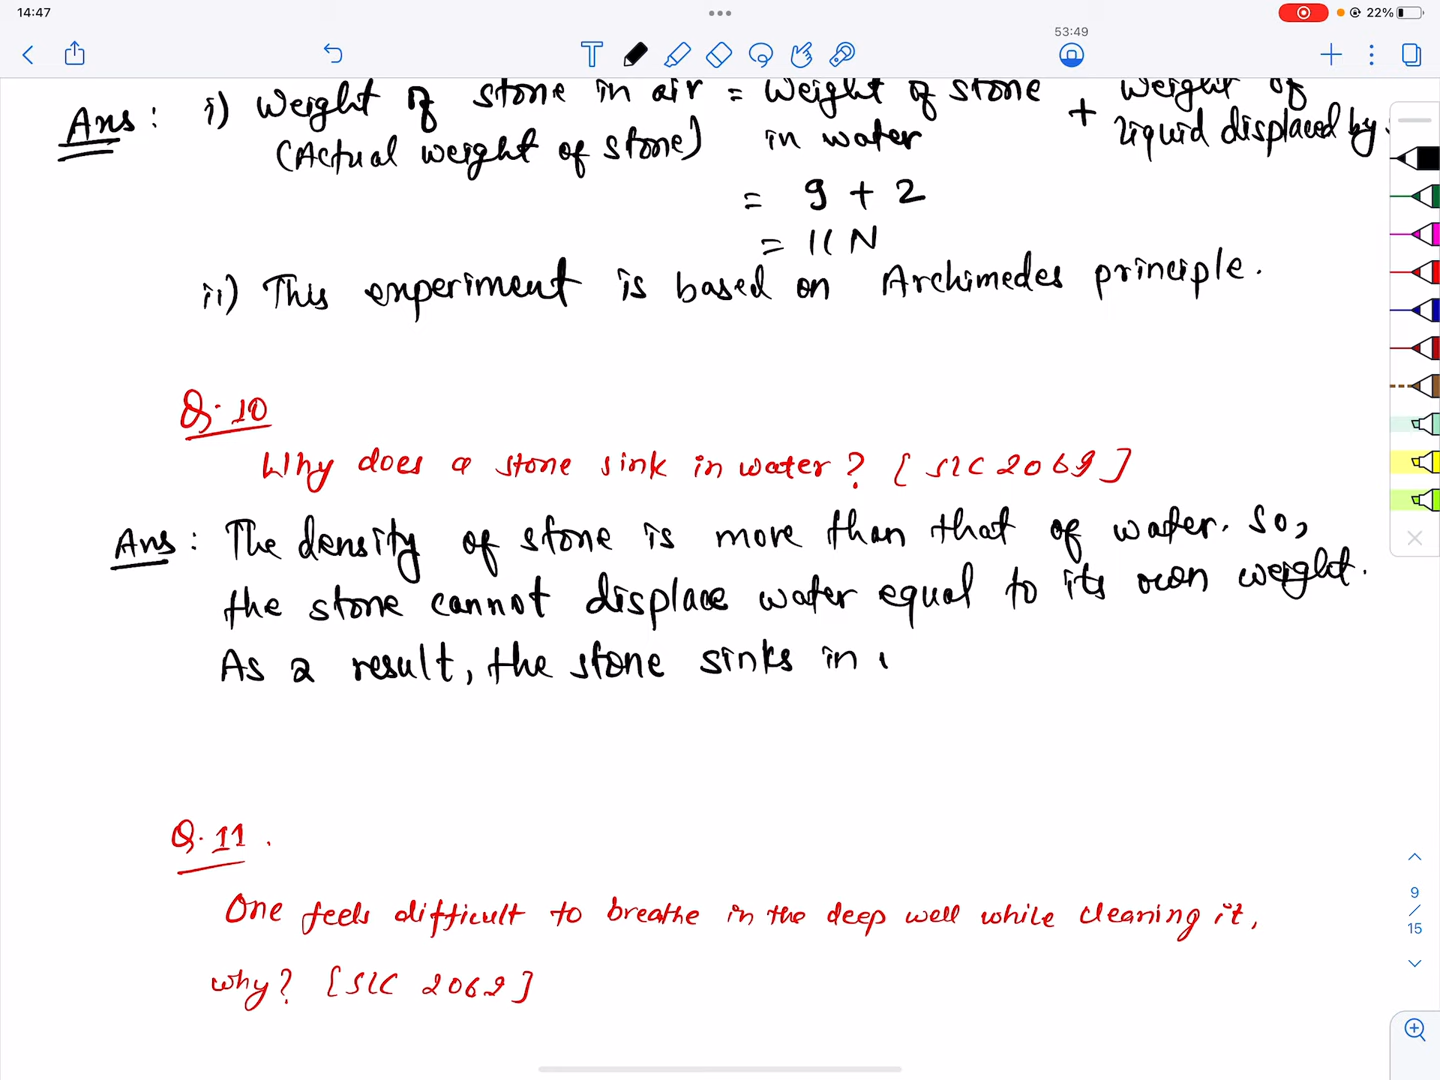 14:47
22%
53:49
Ans: i) Weight of stone in air = Weight of stone + Weight of
(Actual weight of stone) in water liquid displaced by
= 9 + 2
= 11 N
ii) This experiment is based on Archimedes principle.
Q. 10
Why does a stone sink in water? [SLC 2069]
Ans: The density of stone is more than that of water. So,
the stone cannot displace water equal to its own weight.
As a result, the stone sinks in
9
/
15
Q. 11.
One feels difficult to breathe in the deep well while cleaning it,
why? [SLC 2062]